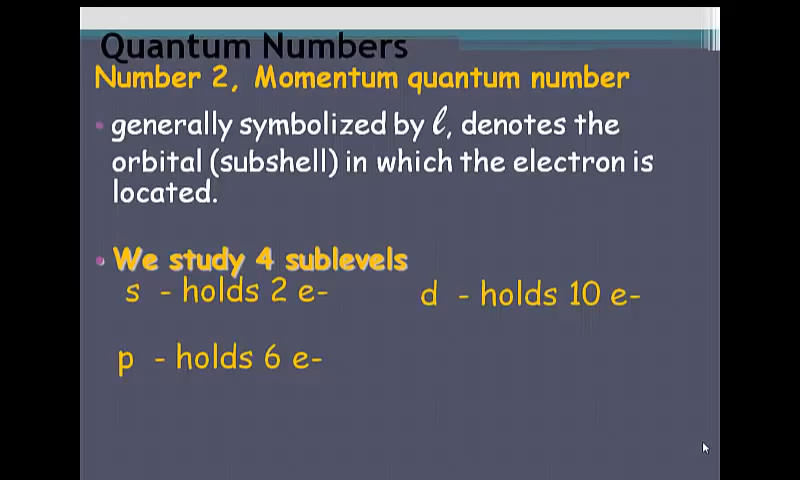 Quantum Numbers
Number 2, Momentum quantum number
• generally symbolized by ℓ, denotes the
orbital (subshell) in which the electron is
located.
• We study 4 sublevels
s - holds 2 e-
d - holds 10 e-
p - holds 6 e-